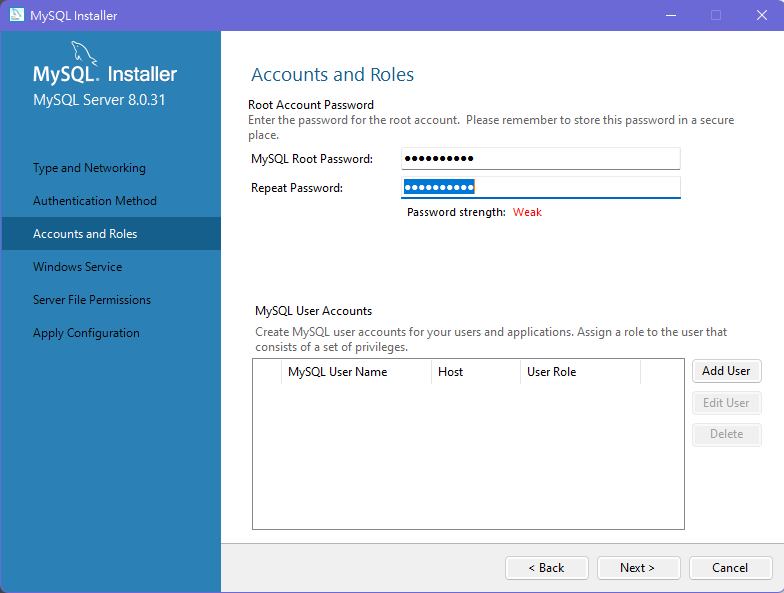 MySQL Installer
MySQL. Installer
MySQL Server 8.0.31
Type and Networking
Authentication Method
Accounts and Roles
Windows Service
Server File Permissions
Apply Configuration
Accounts and Roles
Root Account Password
Enter the password for the root account.  Please remember to store this password in a secure
place.
MySQL Root Password: ●●●●●●●●●●
Repeat Password: ●●●●●●●●●●
Password strength: Weak
MySQL User Accounts
Create MySQL user accounts for your users and applications. Assign a role to the user that
consists of a set of privileges.
MySQL User Name Host User Role
Add User
Edit User
Delete
< Back Next > Cancel